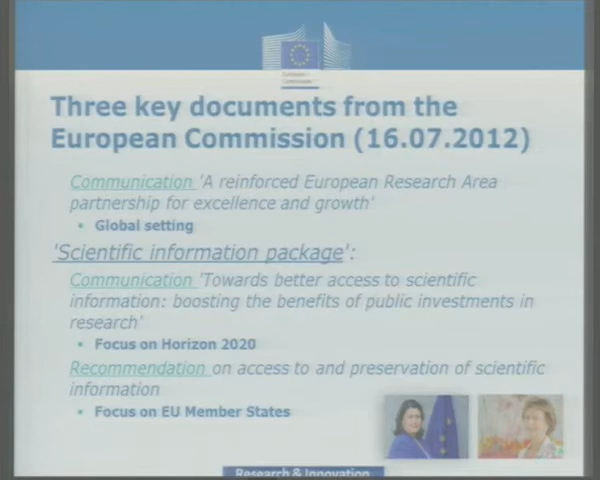 Three key documents from the
European Commission (16.07.2012)
Communication 'A reinforced European Research Area
partnership for excellence and growth'
• Global setting
'Scientific information package':
Communication 'Towards better access to scientific
information: boosting the benefits of public investments in
research'
• Focus on Horizon 2020
Recommendation on access to and preservation of scientific
information
• Focus on EU Member States
Research & Innovation